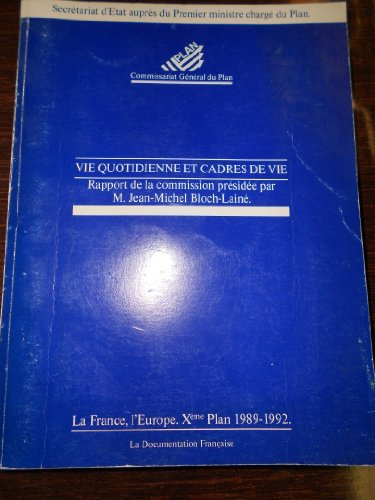 Secrétariat d'Etat auprès du Premier ministre chargé du Plan.
PLAN
Commissariat Général du Plan
VIE QUOTIDIENNE ET CADRES DE VIE
Rapport de la commission présidée par
M. Jean-Michel Bloch-Lainé.
La France, l'Europe. Xème Plan 1989-1992.
La Documentation Française